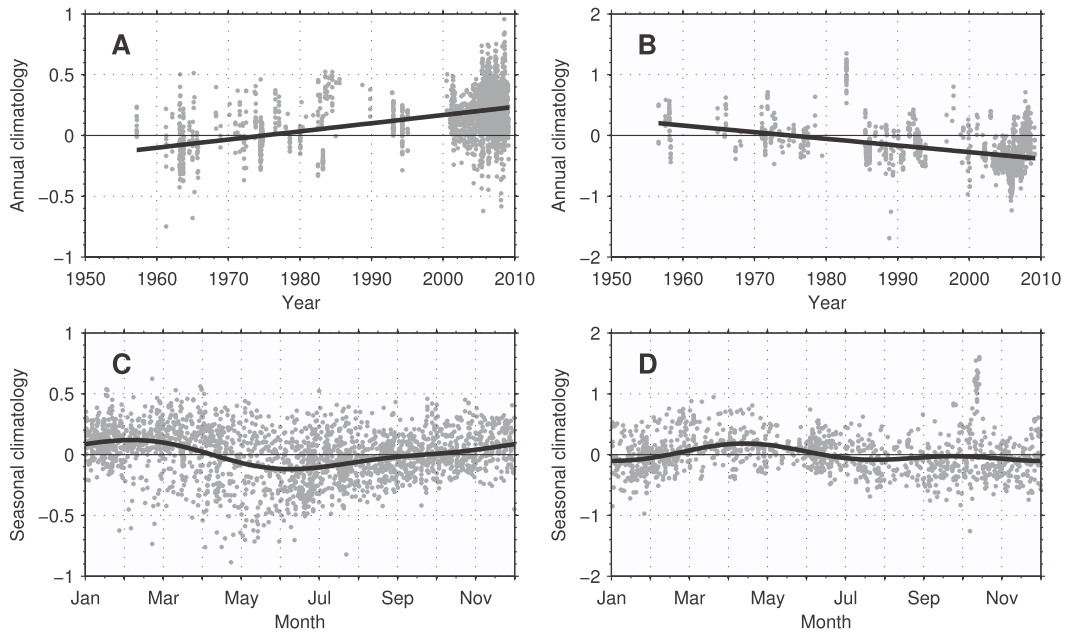 A
B
Annual climatology
1
0.5
0
−0.5
−1
1950 1960 1970 1980 1990 2000 2010
Year
Annual climatology
2
1
0
−1
−2
1950 1960 1970 1980 1990 2000 2010
Year
C
D
Seasonal climatology
1
0.5
0
−0.5
−1
Jan Mar May Jul Sep Nov
Month
Seasonal climatology
2
1
0
−1
−2
Jan Mar May Jul Sep Nov
Month